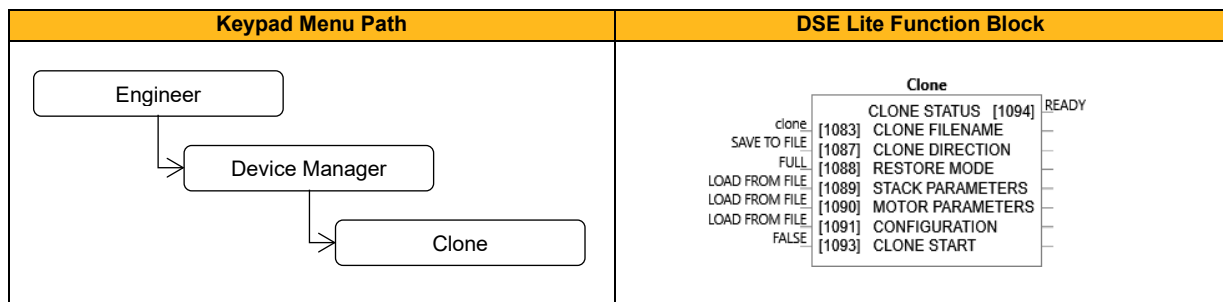 Keypad Menu Path
DSE Lite Function Block
Engineer
Device Manager
Clone
Clone
CLONE STATUS [1094] READY
clone [1083] CLONE FILENAME
SAVE TO FILE [1087] CLONE DIRECTION
FULL [1088] RESTORE MODE
LOAD FROM FILE [1089] STACK PARAMETERS
LOAD FROM FILE [1090] MOTOR PARAMETERS
LOAD FROM FILE [1091] CONFIGURATION
FALSE [1093] CLONE START